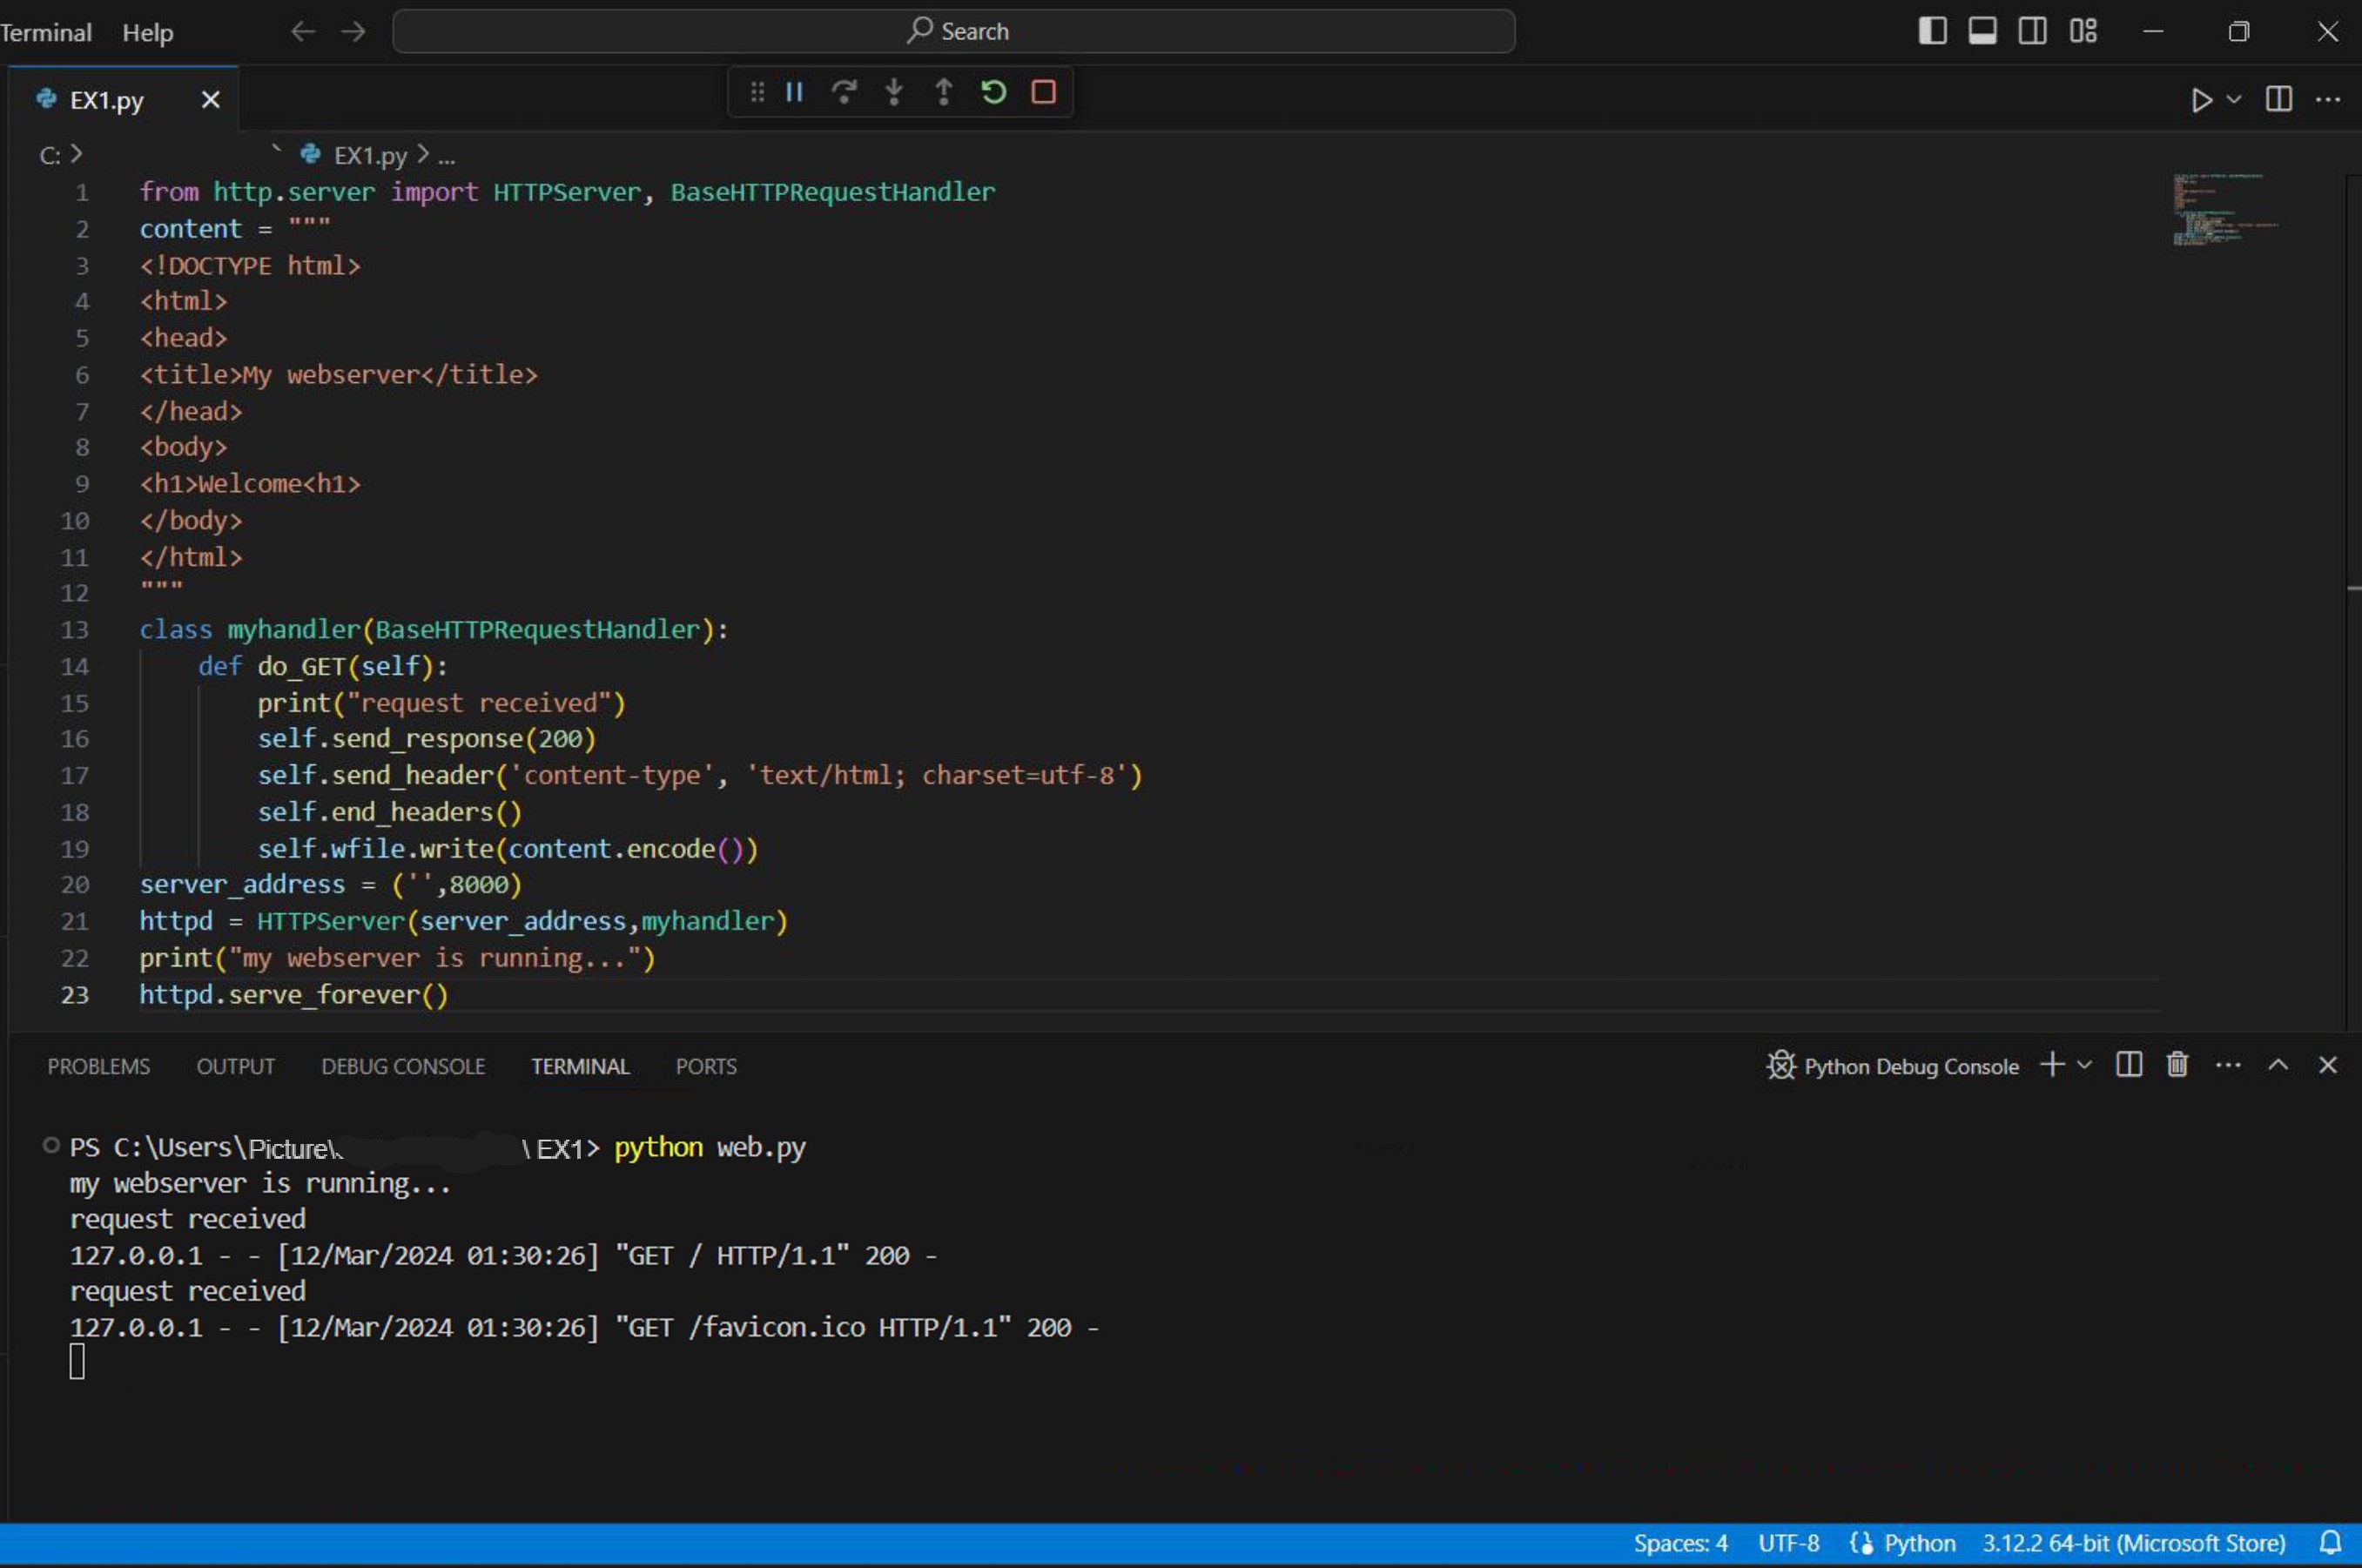 Terminal Help Search
EX1.py
C: > EX1.py > ...
1 from http.server import HTTPServer, BaseHTTPRequestHandler
2 content = """
3 <!DOCTYPE html>
4 <html>
5 <head>
6 <title>My webserver</title>
7 </head>
8 <body>
9 <h1>Welcome<h1>
10 </body>
11 </html>
12 """
13 class myhandler(BaseHTTPRequestHandler):
14     def do_GET(self):
15         print("request received")
16         self.send_response(200)
17         self.send_header('content-type', 'text/html; charset=utf-8')
18         self.end_headers()
19         self.wfile.write(content.encode())
20 server_address = ('',8000)
21 httpd = HTTPServer(server_address,myhandler)
22 print("my webserver is running...")
23 httpd.serve_forever()
PROBLEMS OUTPUT DEBUG CONSOLE TERMINAL PORTS Python Debug Console
PS C:\Users\Picture\ \ EX1> python web.py
my webserver is running...
request received
127.0.0.1 - - [12/Mar/2024 01:30:26] "GET / HTTP/1.1" 200 -
request received
127.0.0.1 - - [12/Mar/2024 01:30:26] "GET /favicon.ico HTTP/1.1" 200 -
Spaces: 4 UTF-8 Python 3.12.2 64-bit (Microsoft Store)